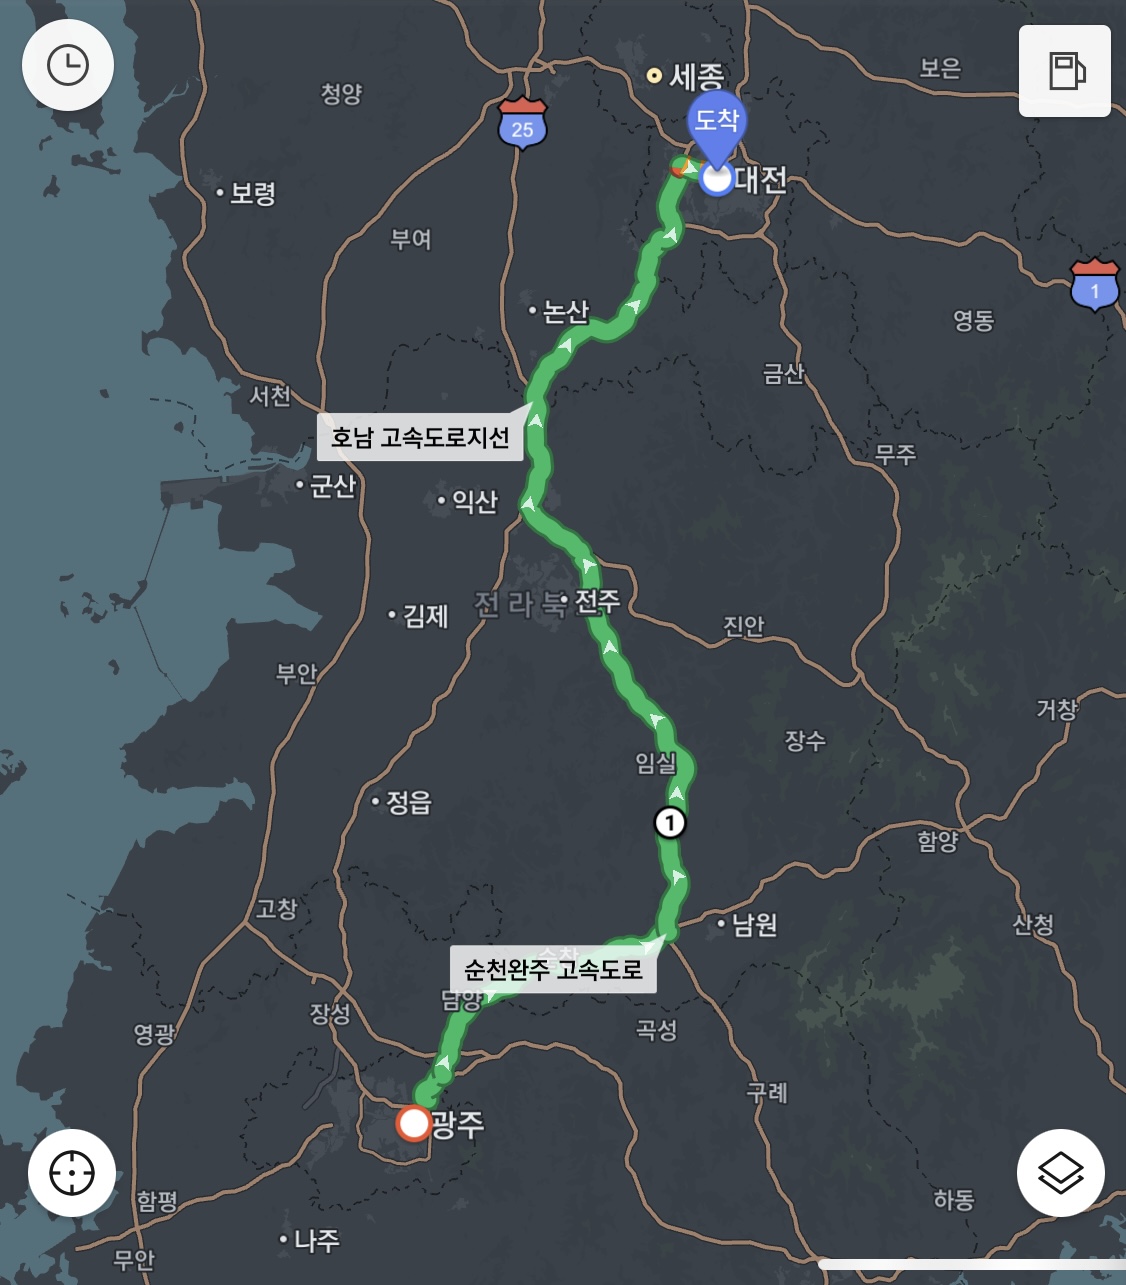 세종
보은
청양
25
도착
대전
보령
부여
1
논산
영동
금산
서천
호남 고속도로지선
무주
군산
익산
전라북
전주
김제
진안
부안
거창
장수
임실
정읍
1
함양
고창
남원
산청
순천완주 고속도로
담양
장성
영광
곡성
구례
광주
함평
하동
나주
무안